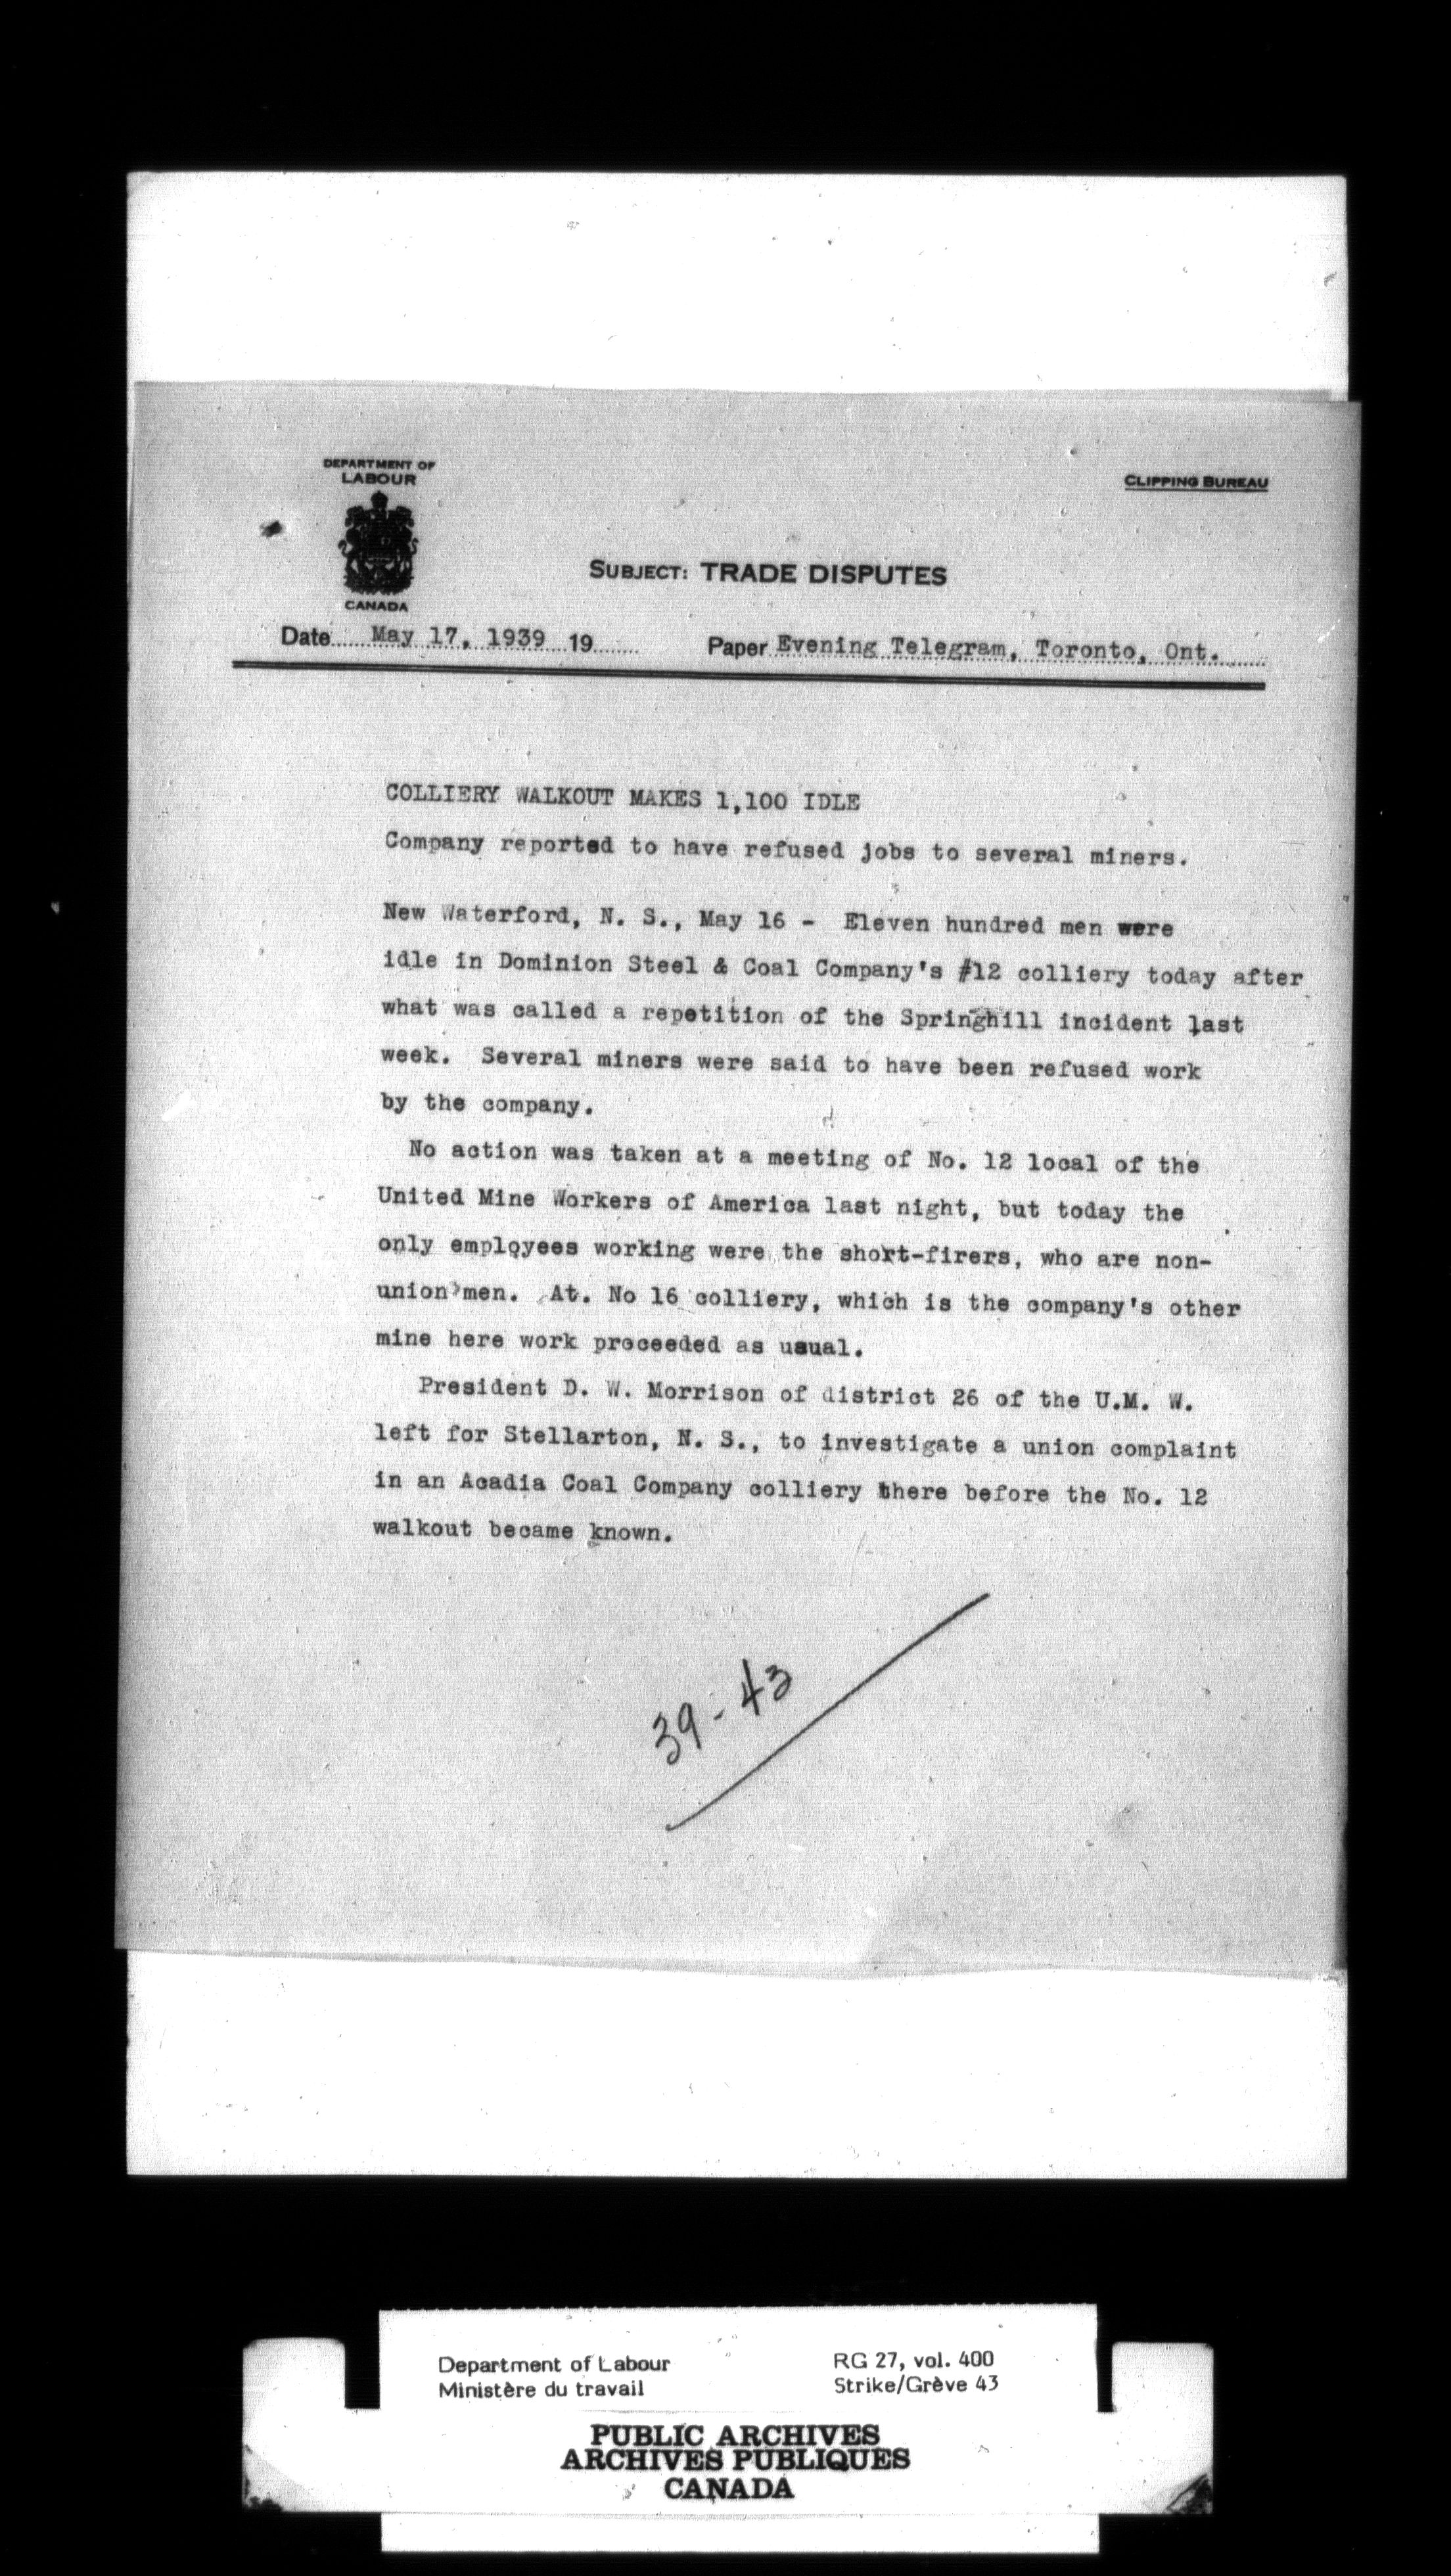 DEPARTMENT OF
LABOUR
CANADA
CLIPPING BUREAU
SUBJECT: TRADE DISPUTES
Date May 17, 1939 19 Paper Evening Telegram, Toronto, Ont.
COLLIERY WALKOUT MAKES 1,100 IDLE
Company reported to have refused jobs to several miners.
New Waterford, N. S., May 16 - Eleven hundred men were
idle in Dominion Steel & Coal Company's #12 colliery today after
what was called a repetition of the Springhill incident last
week. Several miners were said to have been refused work
by the company.
No action was taken at a meeting of No. 12 local of the
United Mine Workers of America last night, but today the
only employees working were the short-firers, who are non-
union men. At. No 16 colliery, which is the company's other
mine here work proceeded as usual.
President D. W. Morrison of district 26 of the U.M. W.
left for Stellarton, N. S., to investigate a union complaint
in an Acadia Coal Company colliery there before the No. 12
walkout became known.
39-43
Department of Labour
Ministère du travail
RG 27, vol. 400
Strike/Grève 43
PUBLIC ARCHIVES
ARCHIVES PUBLIQUES
CANADA